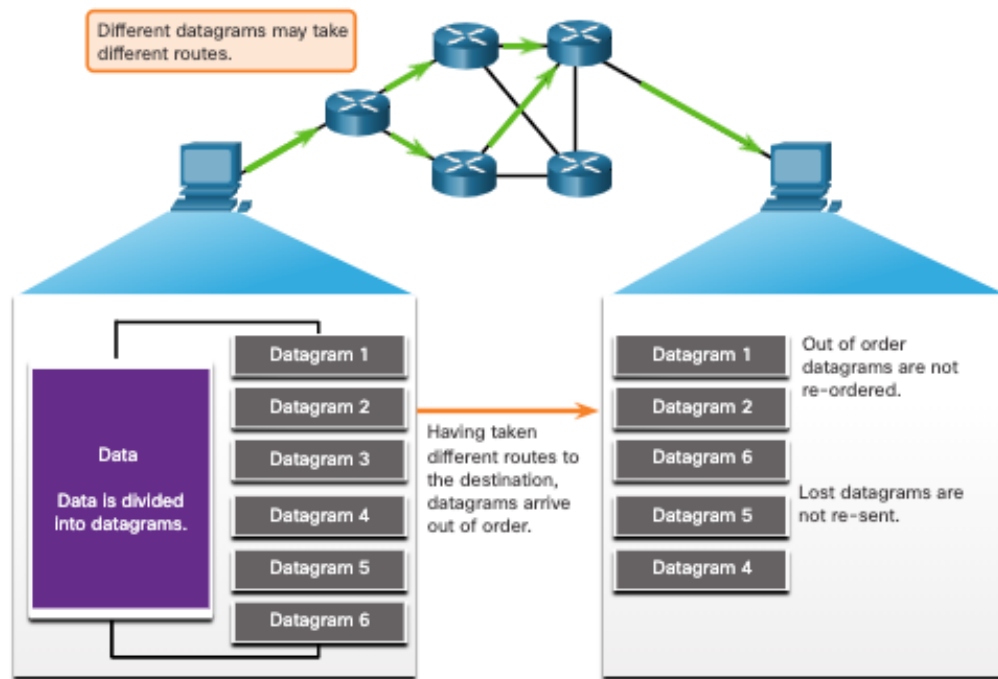 Different datagrams may take
different routes.
Data
Data is divided
into datagrams.
Datagram 1
Datagram 2
Datagram 3
Datagram 4
Datagram 5
Datagram 6
Having taken
different routes to
the destination,
datagrams arrive
out of order.
Datagram 1
Datagram 2
Datagram 6
Datagram 5
Datagram 4
Out of order
datagrams are not
re-ordered.
Lost datagrams are
not re-sent.